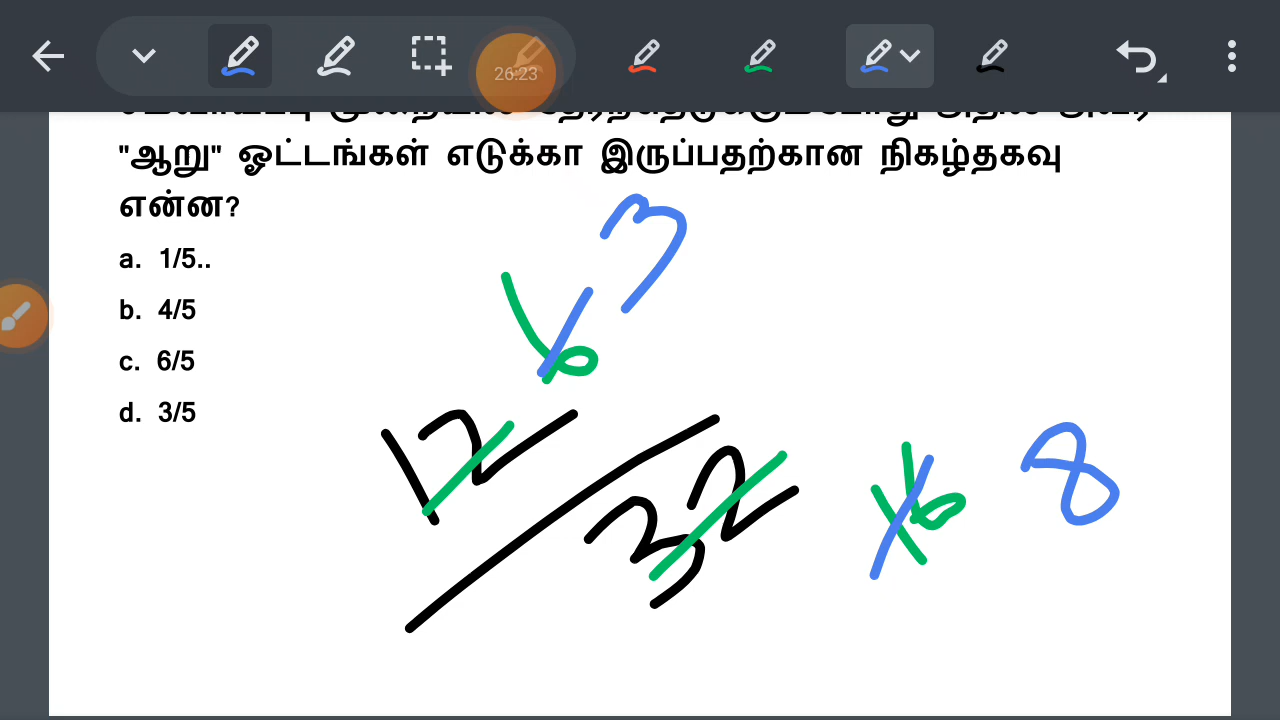 26:23
"ஆறு" ஓட்டங்கள் எடுக்கா இருப்பதற்கான நிகழ்தகவு
என்ன?
a. 1/5..
b. 4/5
c. 6/5
d. 3/5
3
6
12/32
16
8